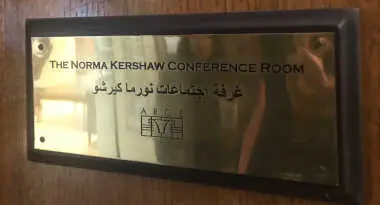 THE NORMA KERSHAW CONFERENCE ROOM
غرفة اجتماعات نورما كيرشو
ARCE